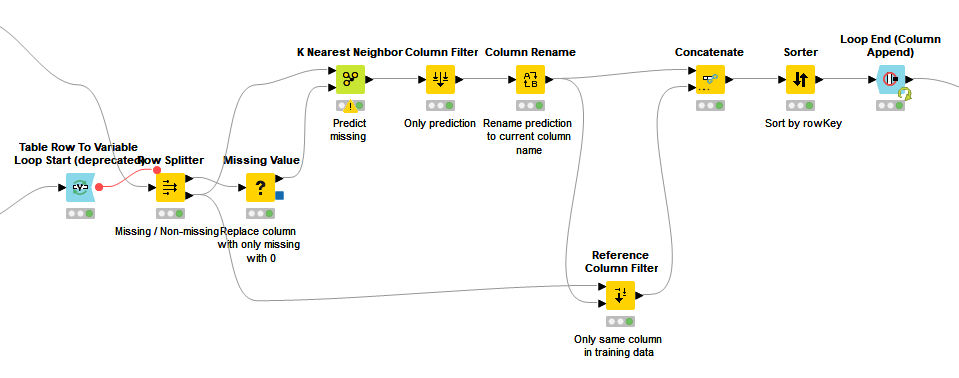 K Nearest Neighbor
Predict
missing
Column Filter
Only prediction
Column Rename
Rename prediction
to current column
name
Concatenate
Sorter
Sort by rowKey
Loop End (Column
Append)
Table Row To Variable
Loop Start (deprecated)
Row Splitter
Missing / Non-missing
Missing Value
Replace column
with only missing
with 0
Reference
Column Filter
Only same column
in training data